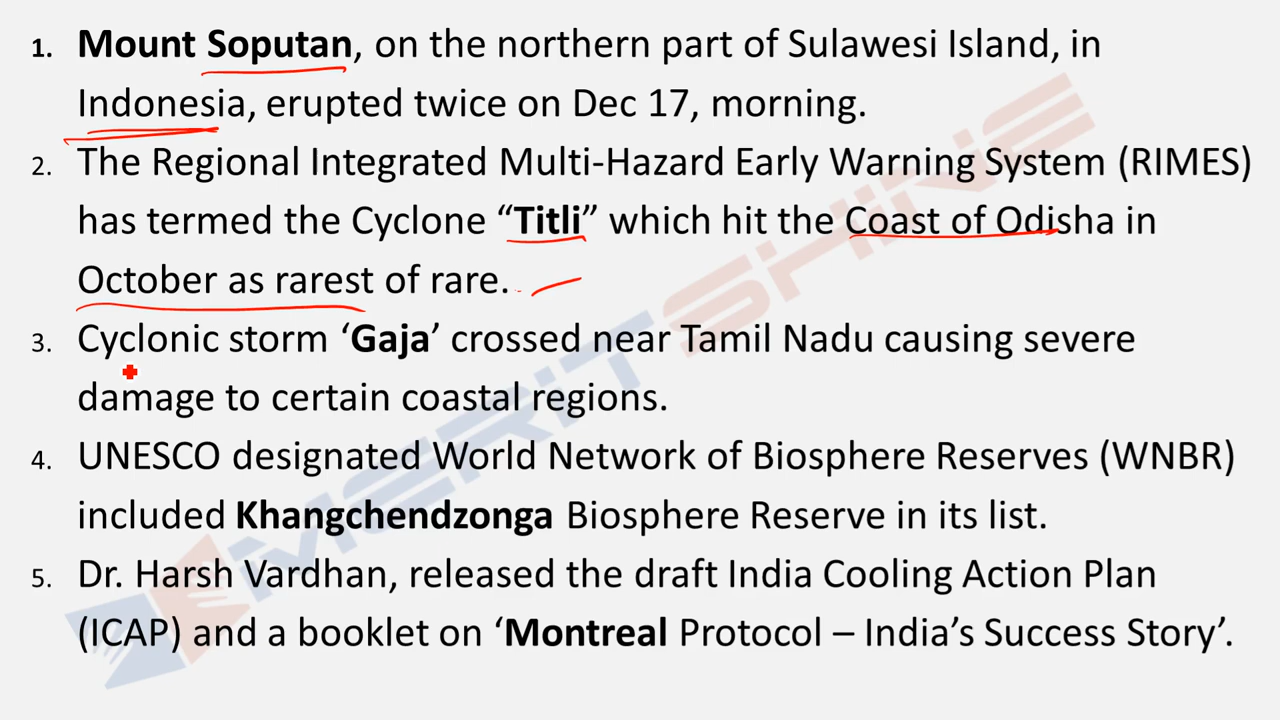 1. Mount Soputan, on the northern part of Sulawesi Island, in
Indonesia, erupted twice on Dec 17, morning.
2. The Regional Integrated Multi-Hazard Early Warning System (RIMES)
has termed the Cyclone “Titli” which hit the Coast of Odisha in
October as rarest of rare.
3. Cyclonic storm ‘Gaja’ crossed near Tamil Nadu causing severe
damage to certain coastal regions.
4. UNESCO designated World Network of Biosphere Reserves (WNBR)
included Khangchendzonga Biosphere Reserve in its list.
5. Dr. Harsh Vardhan, released the draft India Cooling Action Plan
(ICAP) and a booklet on ‘Montreal Protocol – India’s Success Story’.
MERIT SHINE